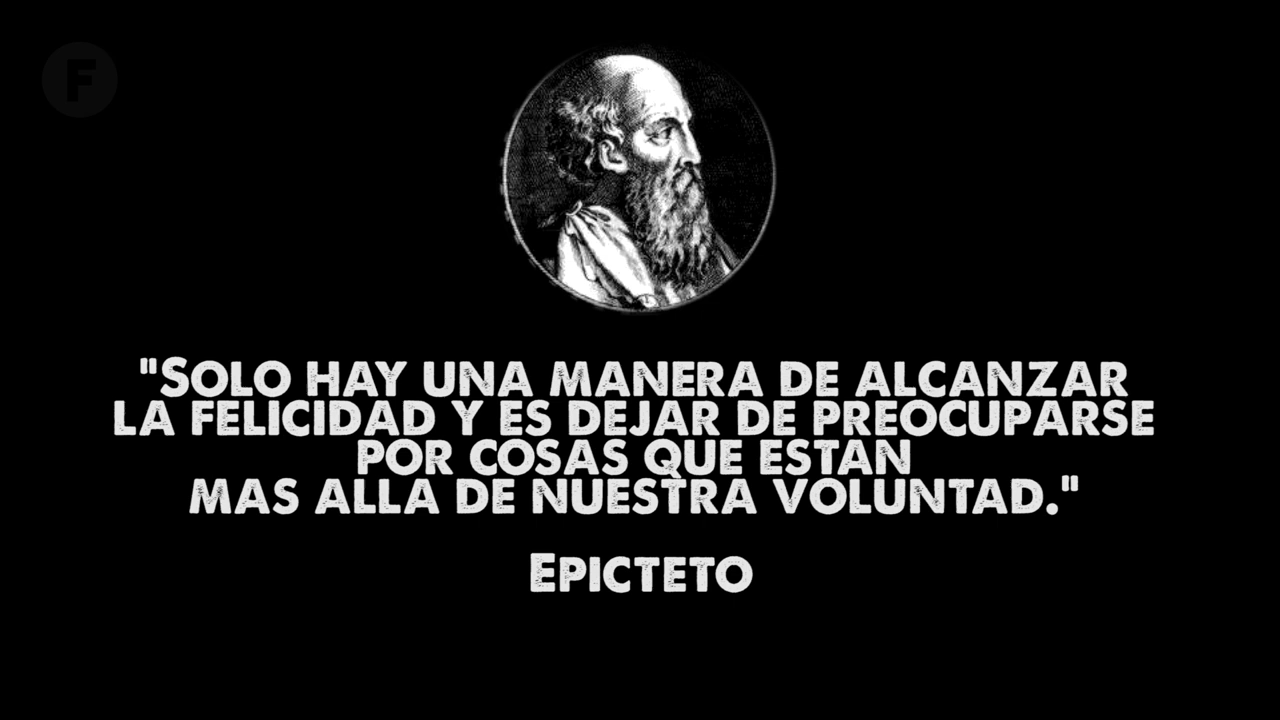 F
"Solo hay una manera de alcanzar
la felicidad y es dejar de preocuparse
por cosas que estan
mas alla de nuestra voluntad."
Epicteto